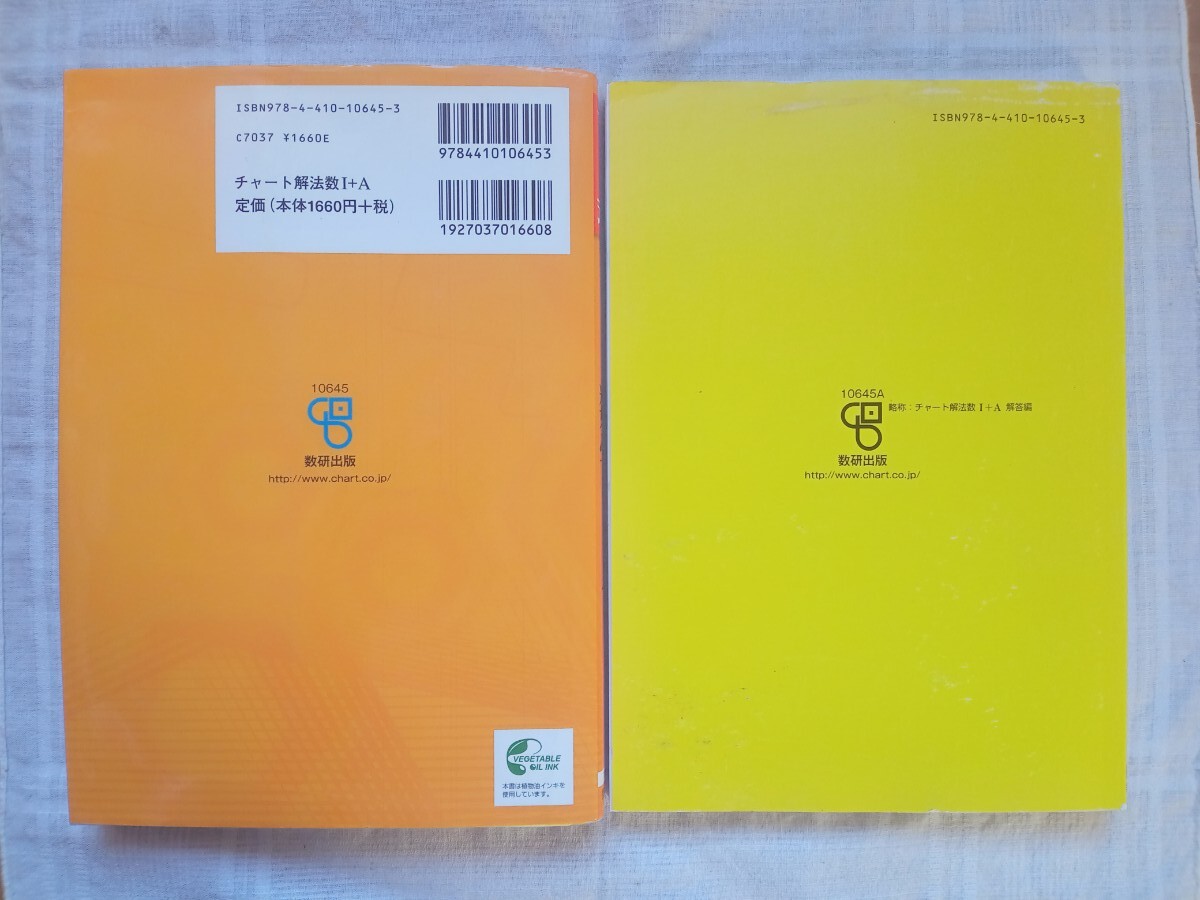 ISBN978-4-410-10645-3
C7037 ¥1660E
9784410106453
チャート解法数I+A
定価(本体1660円+税)
1927037016608
10645
数研出版
http://www.chart.co.jp/
VEGETABLE
OIL INK
本書は植物油インキを
使用しています。
ISBN978-4-410-10645-3
10645A
略称:チャート解法数I+A 解答編
数研出版
http://www.chart.co.jp/